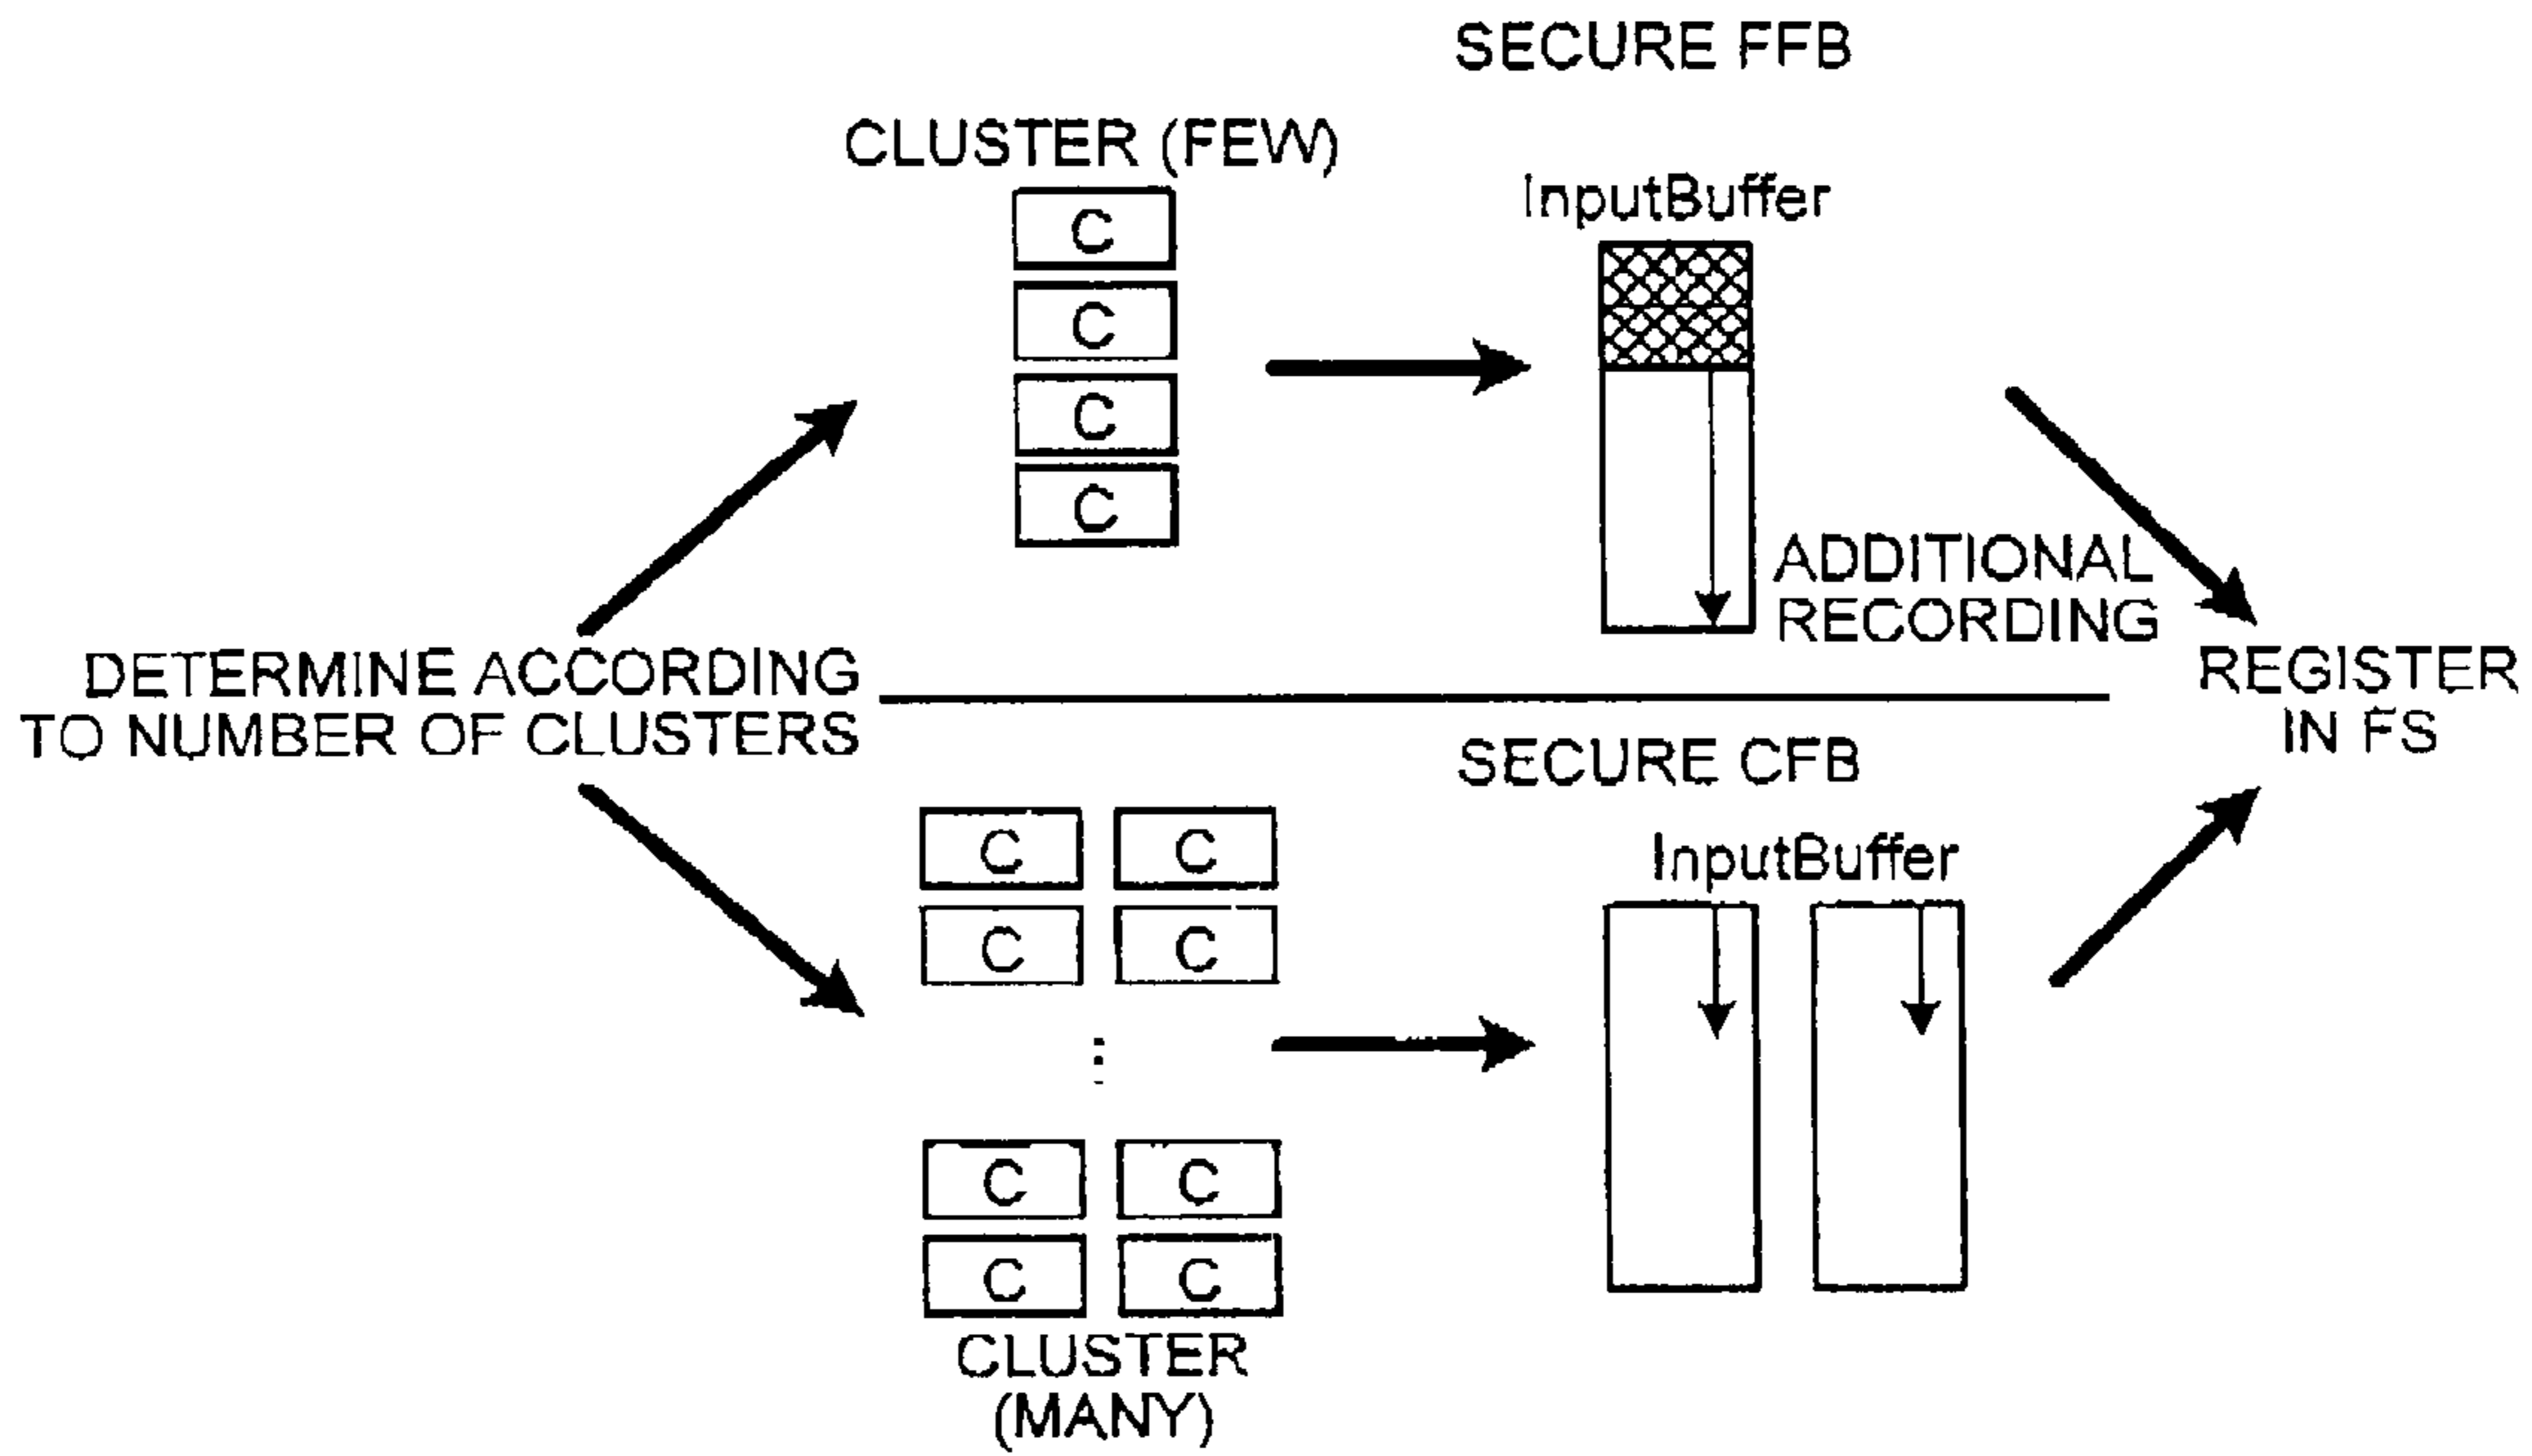 SECURE FFB
CLUSTER (FEW)
InputBuffer
C
C
C
C
ADDITIONAL
RECORDING
DETERMINE ACCORDING
TO NUMBER OF CLUSTERS
REGISTER
IN FS
SECURE CFB
InputBuffer
C C
C C
:
C C
C C
CLUSTER
(MANY)